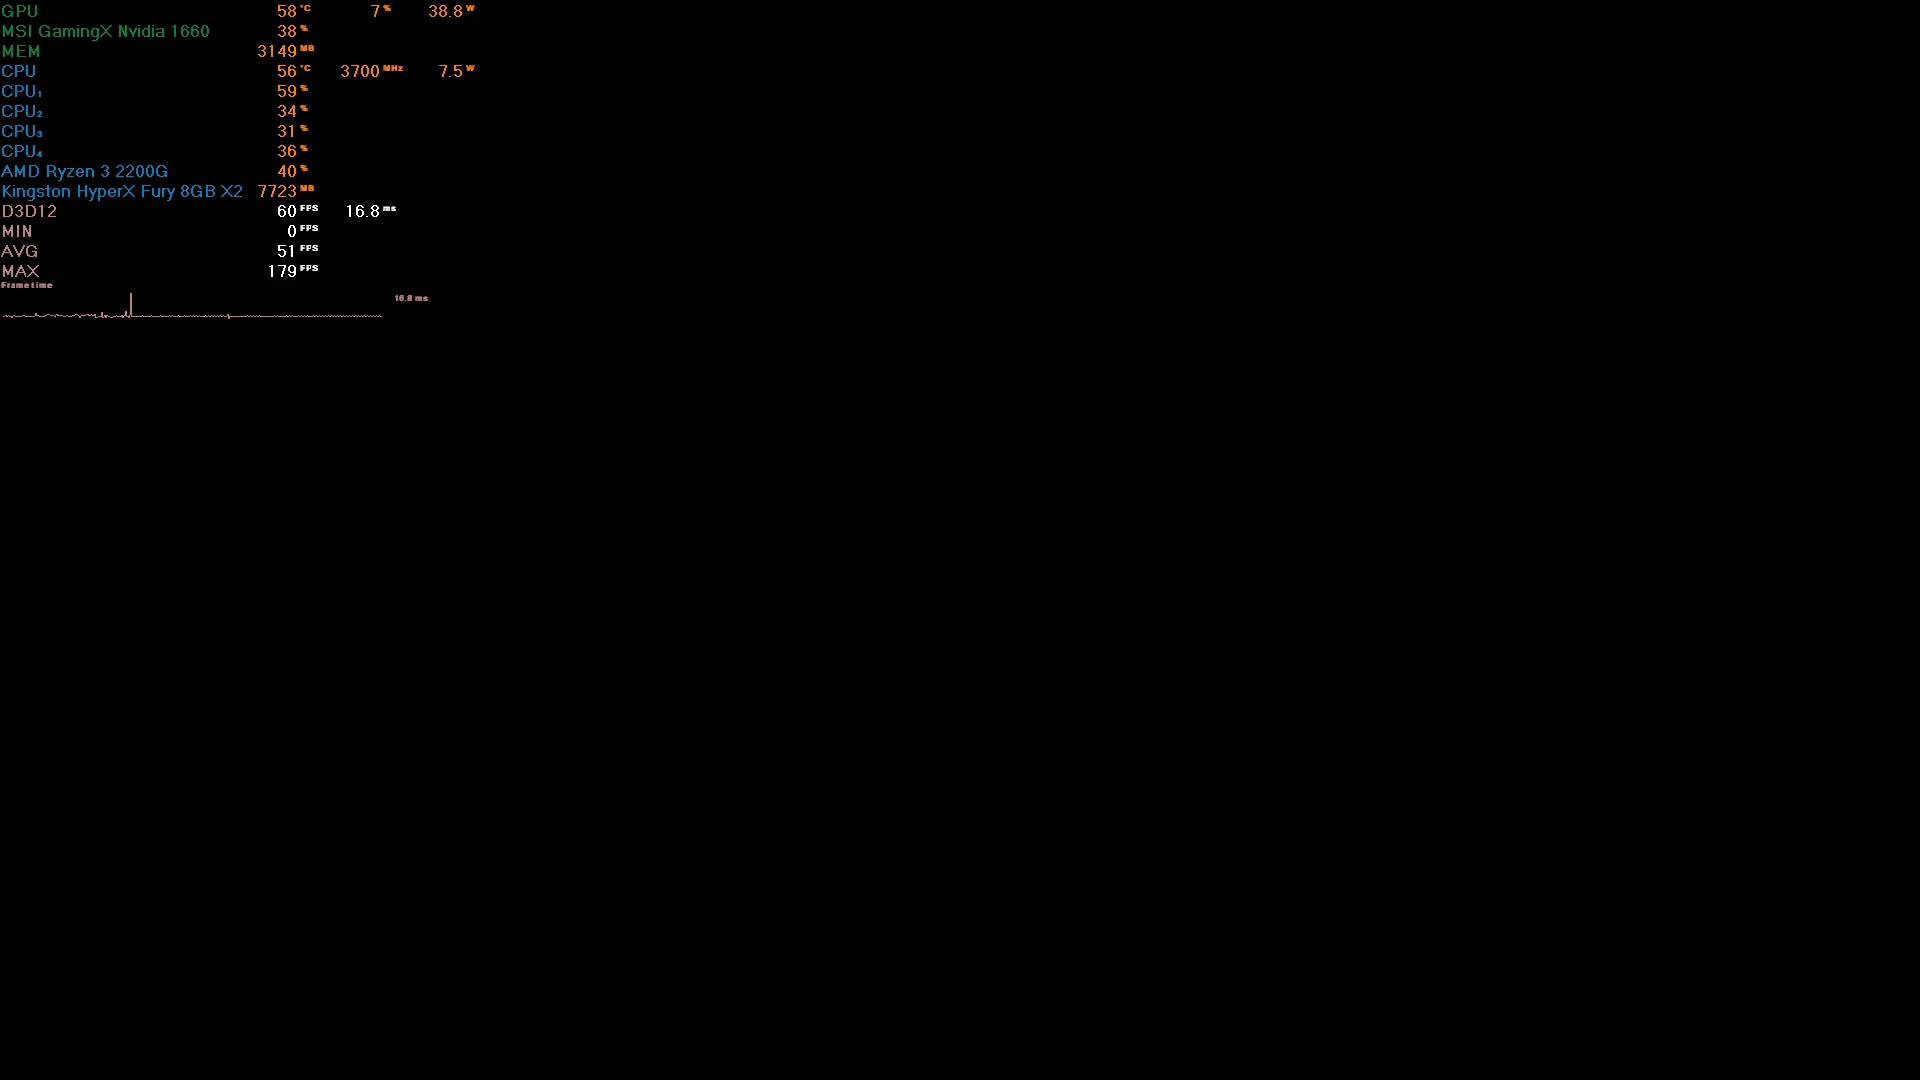 GPU 58 °C 7 % 38.8 W
MSI GamingX Nvidia 1660 38 %
MEM 3149 MB
CPU 56 °C 3700 MHz 7.5 W
CPU₁ 59 %
CPU₂ 34 %
CPU₃ 31 %
CPU₄ 36 %
AMD Ryzen 3 2200G 40 %
Kingston HyperX Fury 8GB X2 7723 MB
D3D12 60 FPS 16.8 ms
MIN 0 FPS
AVG 51 FPS
MAX 179 FPS
Frametime
16.8 ms